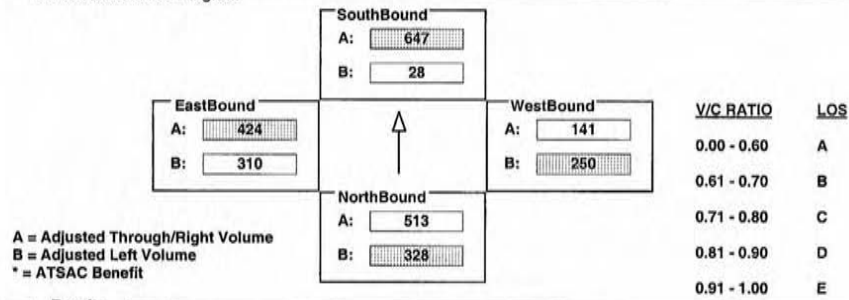 SouthBound
A: 647
B: 28
EastBound
A: 424
B: 310
WestBound
A: 141
B: 250
NorthBound
A: 513
B: 328
A = Adjusted Through/Right Volume
B = Adjusted Left Volume
* = ATSAC Benefit
V/C RATIO LOS
0.00 - 0.60 A
0.61 - 0.70 B
0.71 - 0.80 C
0.81 - 0.90 D
0.91 - 1.00 E